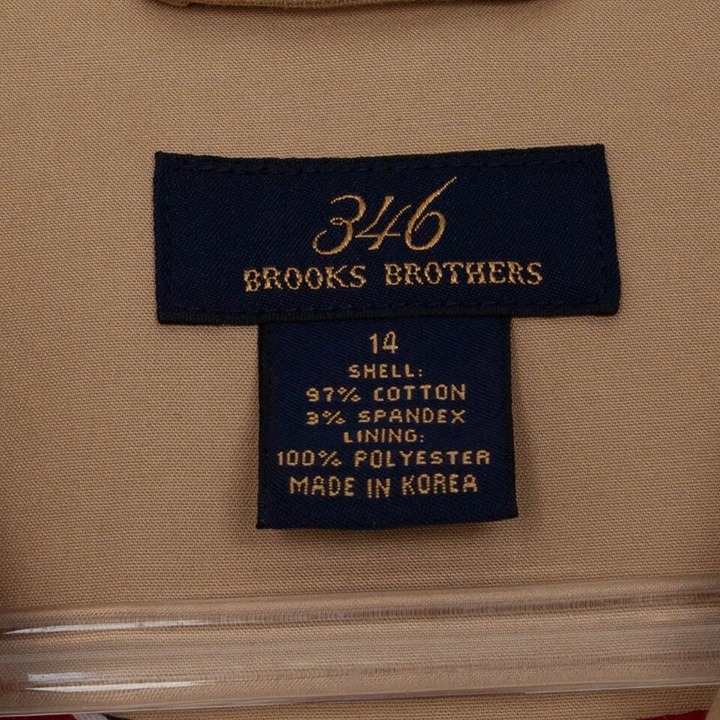 346
BROOKS BROTHERS
14
SHELL:
97% COTTON
3% SPANDEX
LINING:
100% POLYESTER
MADE IN KOREA